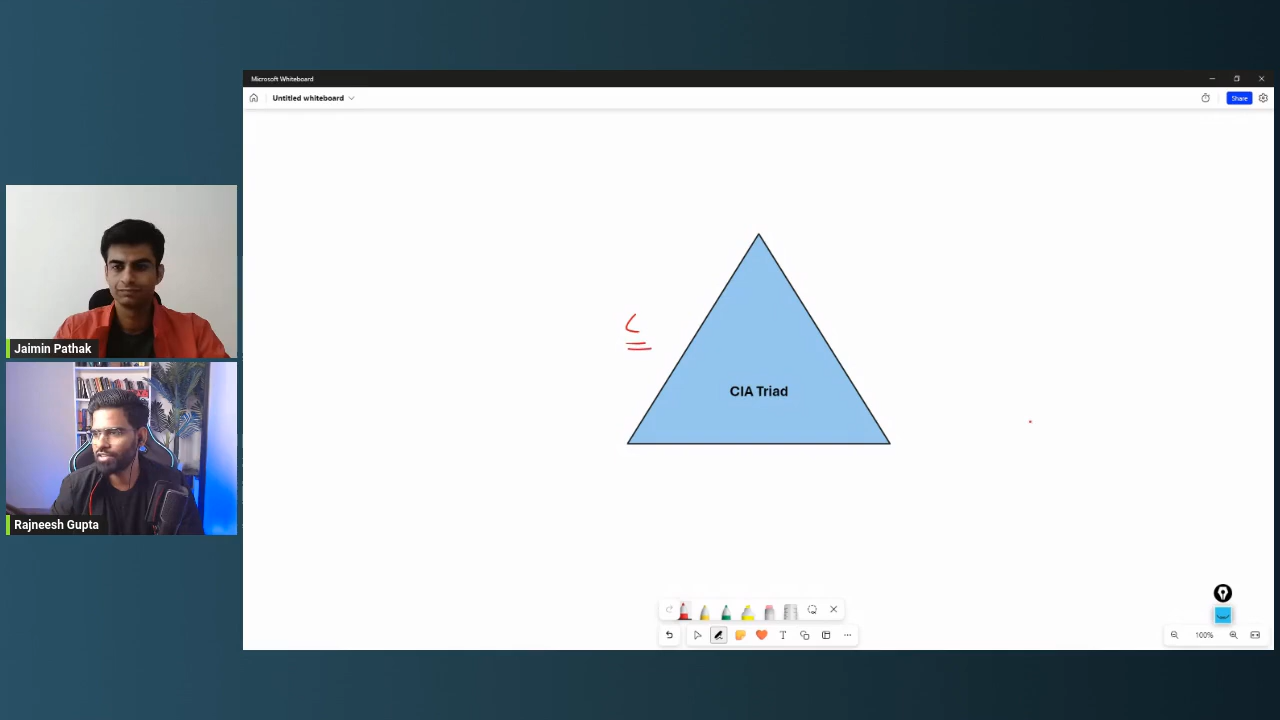 Microsoft Whiteboard
Untitled whiteboard
Share
C
CIA Triad
Jaimin Pathak
Rajneesh Gupta
T
100%